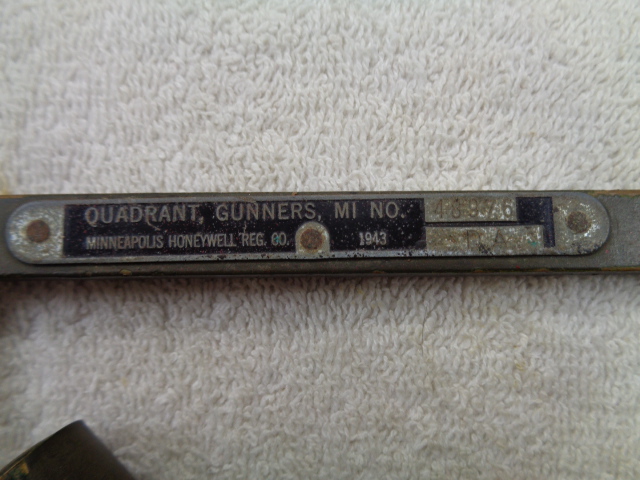 QUADRANT, GUNNERS, MI NO.
MINNEAPOLIS HONEYWELL REG. CO. 1943